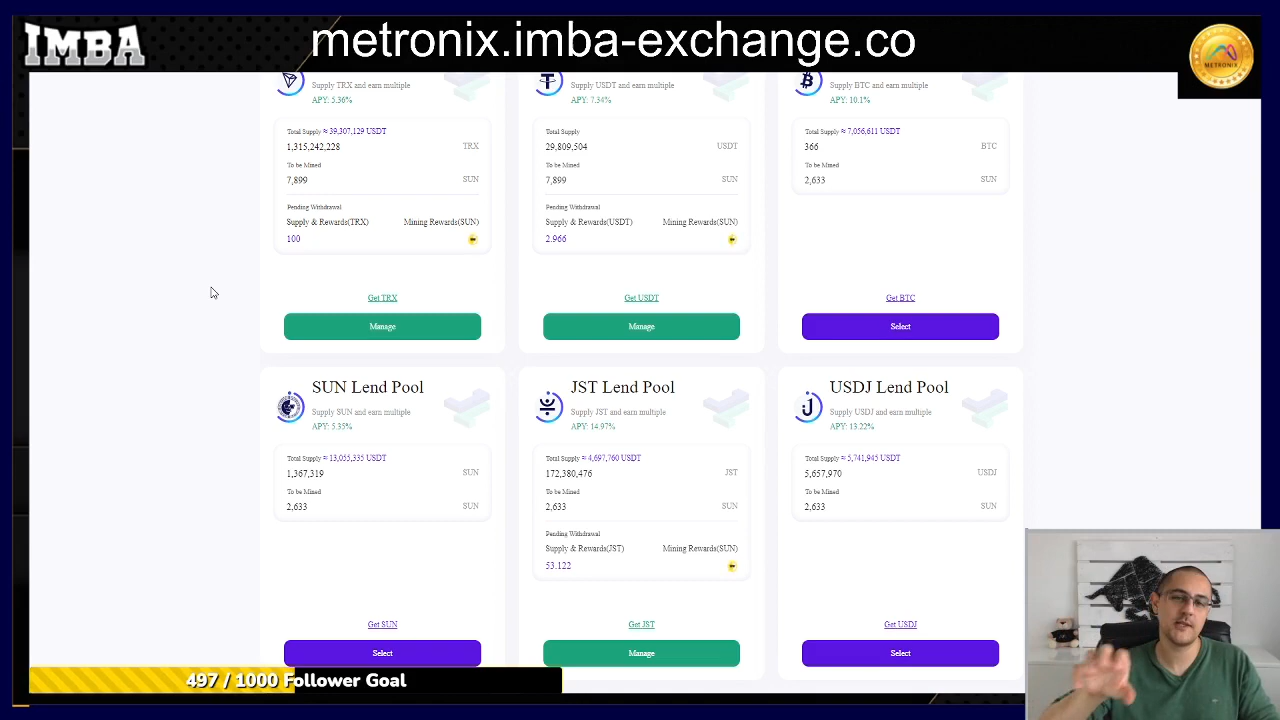 IMBA
metronix.imba-exchange.co
METRONIX
Supply TRX and earn multiple
APY: 5.36%
Total Supply ≈ 39,307,129 USDT
1,315,242,228 TRX
To be Mined
7,899 SUN
Pending Withdrawal
Supply & Rewards(TRX) Mining Rewards(SUN)
100
Get TRX
Manage
Supply USDT and earn multiple
APY: 7.34%
Total Supply
29,809,504 USDT
To be Mined
7,899 SUN
Pending Withdrawal
Supply & Rewards(USDT) Mining Rewards(SUN)
2.966
Get USDT
Manage
Supply BTC and earn multiple
APY: 10.1%
Total Supply ≈ 7,056,611 USDT
366 BTC
To be Mined
2,633 SUN
Get BTC
Select
SUN Lend Pool
Supply SUN and earn multiple
APY: 5.35%
Total Supply ≈ 13,055,335 USDT
1,367,319 SUN
To be Mined
2,633 SUN
Get SUN
Select
JST Lend Pool
Supply JST and earn multiple
APY: 14.97%
Total Supply ≈ 4,697,760 USDT
172,380,476 JST
To be Mined
2,633 SUN
Pending Withdrawal
Supply & Rewards(JST) Mining Rewards(SUN)
53.122
Get JST
Manage
USDJ Lend Pool
Supply USDJ and earn multiple
APY: 13.22%
Total Supply ≈ 5,741,945 USDT
5,657,970 USDJ
To be Mined
2,633 SUN
Get USDJ
Select
497 / 1000 Follower Goal